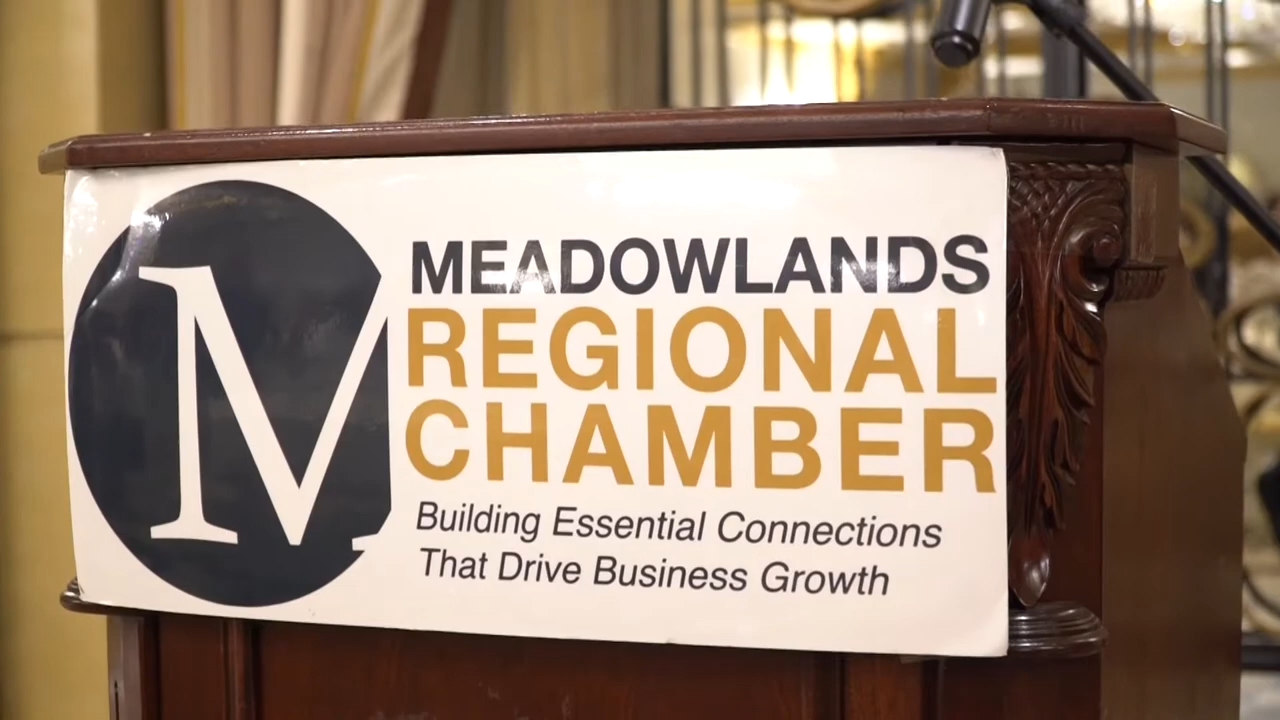 M
MEADOWLANDS
REGIONAL
CHAMBER
Building Essential Connections
That Drive Business Growth